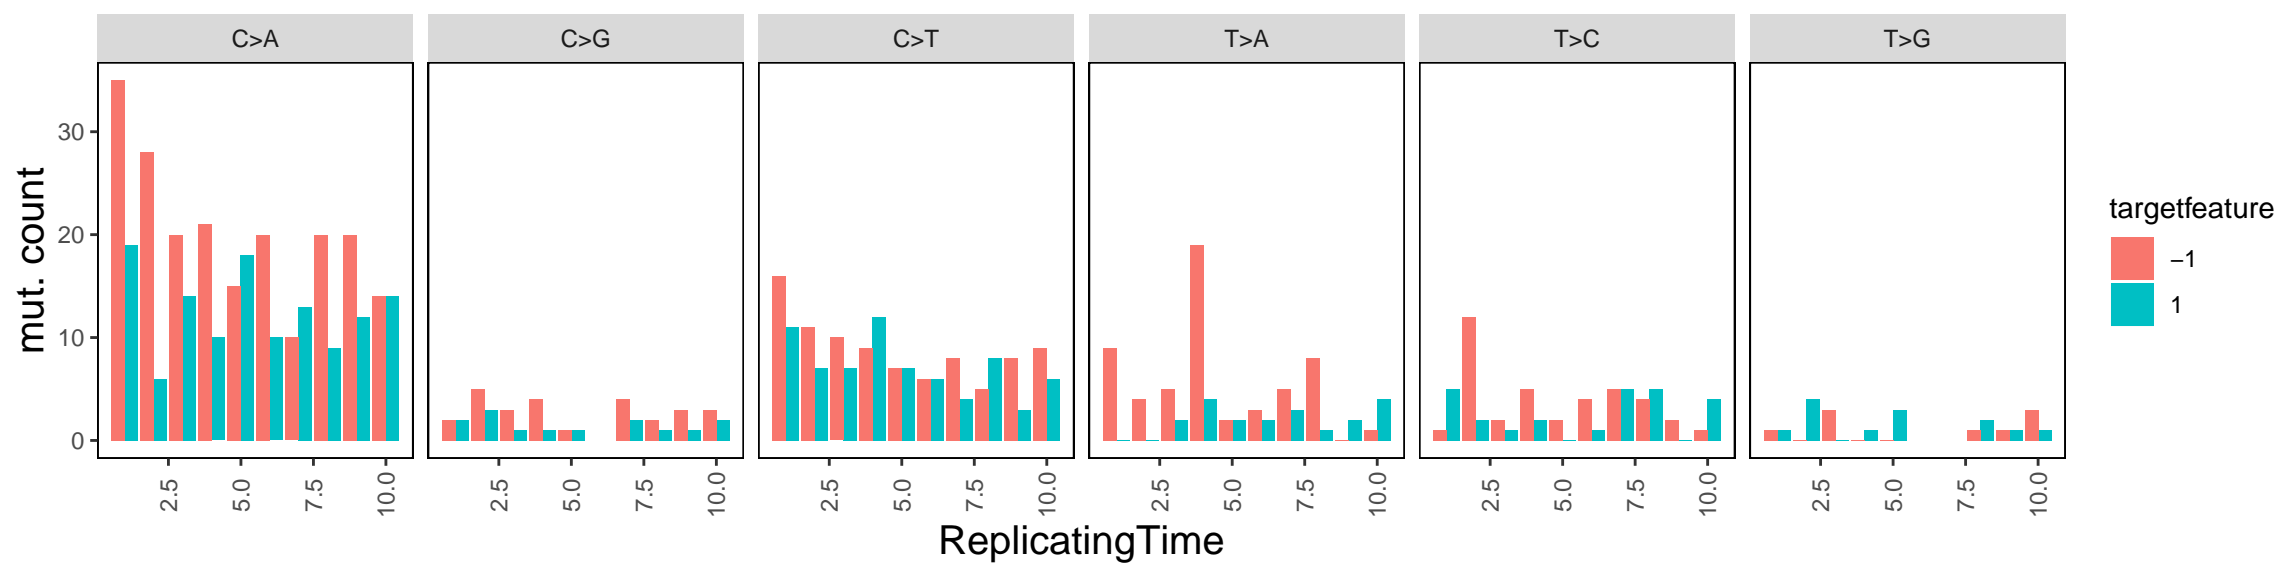 C>A C>G C>T T>A T>C T>G
30
20
10
0
mut. count
2.5 5.0 7.5 10.0 2.5 5.0 7.5 10.0 2.5 5.0 7.5 10.0 2.5 5.0 7.5 10.0 2.5 5.0 7.5 10.0 2.5 5.0 7.5 10.0
ReplicatingTime
targetfeature
−1
1